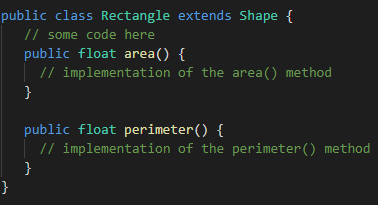 public class Rectangle extends Shape {
  // some code here
  public float area() {
    // implementation of the area() method
  }

  public float perimeter() {
    // implementation of the perimeter() method
  }
}